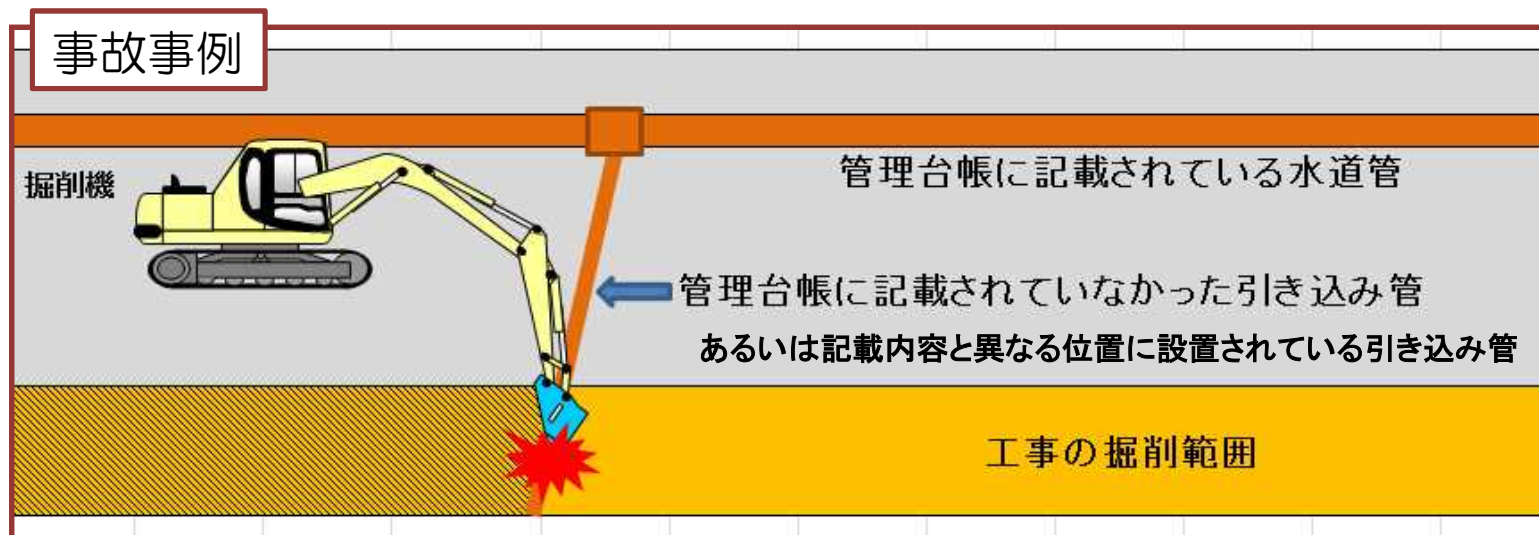 事故事例
掘削機
管理台帳に記載されている水道管
管理台帳に記載されていなかった引き込み管
あるいは記載内容と異なる位置に設置されている引き込み管
工事の掘削範囲